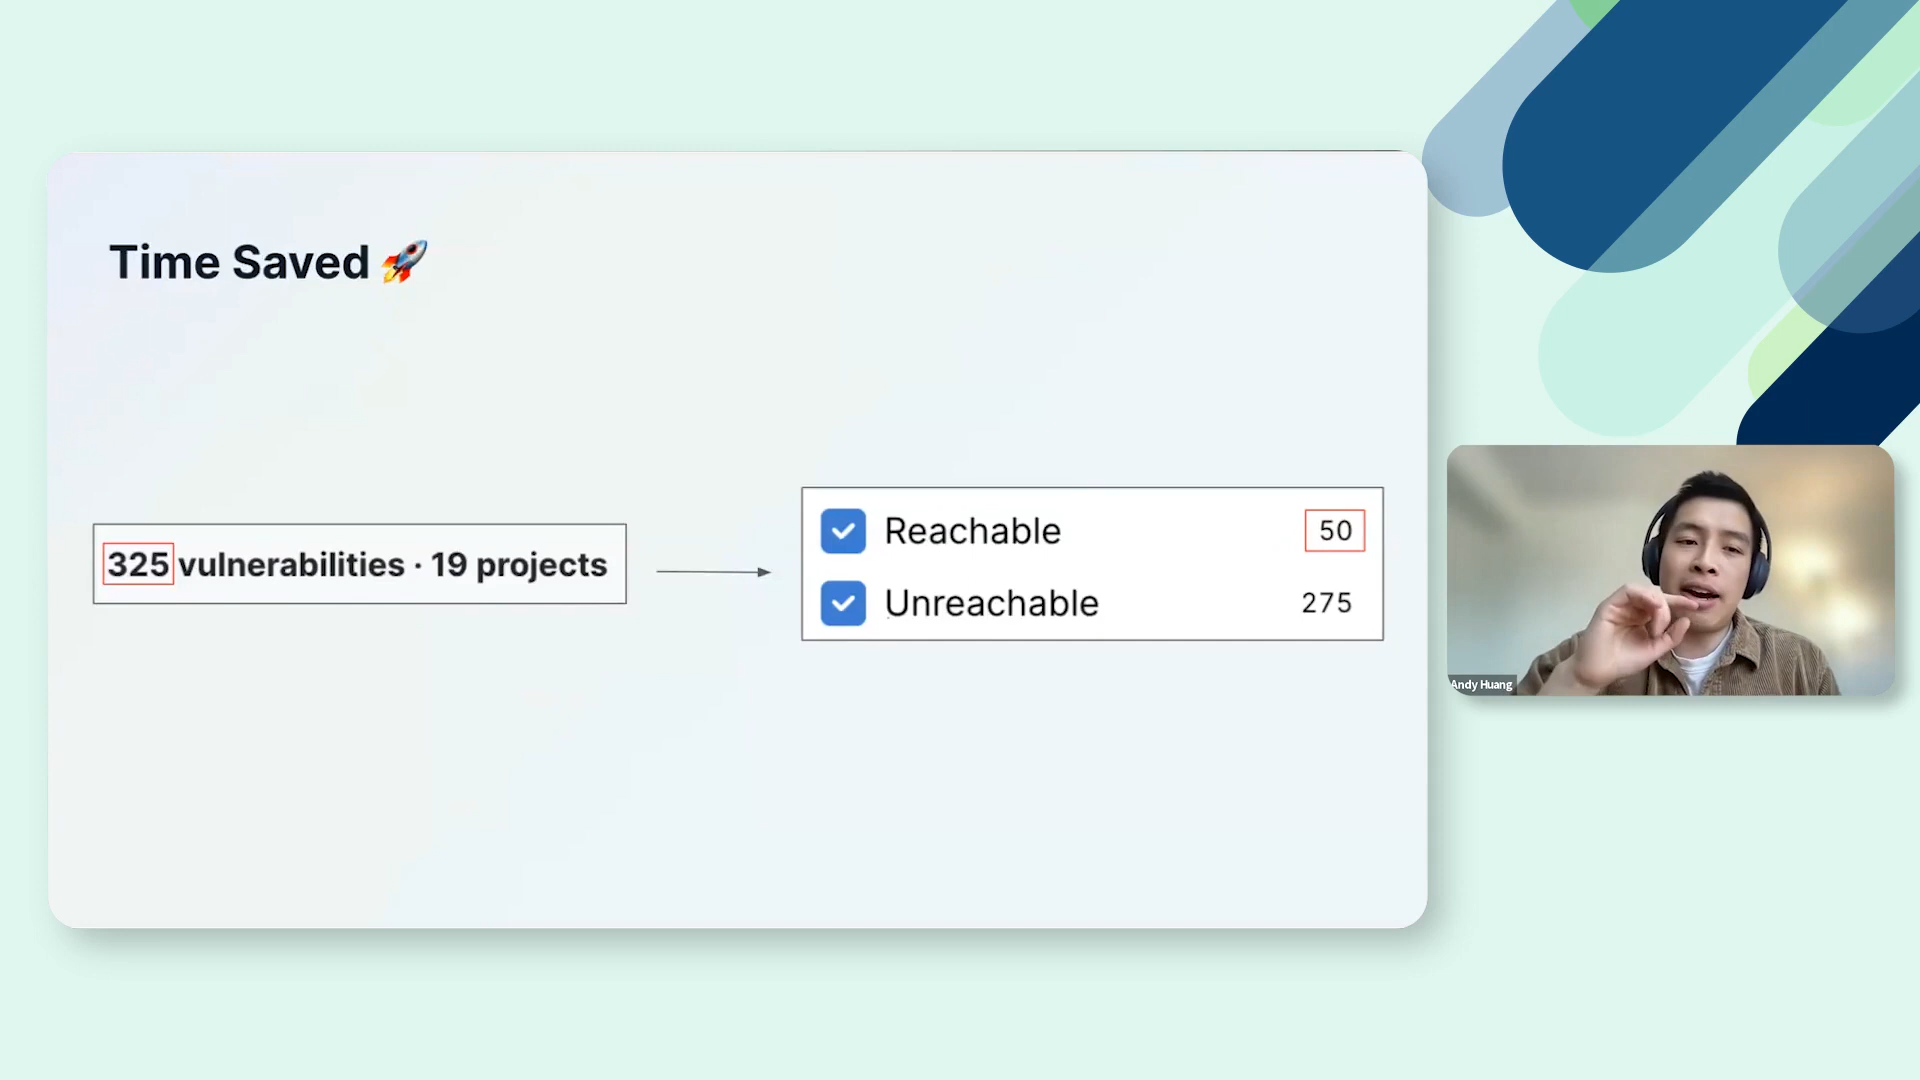 Time Saved 🚀
325 vulnerabilities · 19 projects
Reachable 50
Unreachable 275
Andy Huang